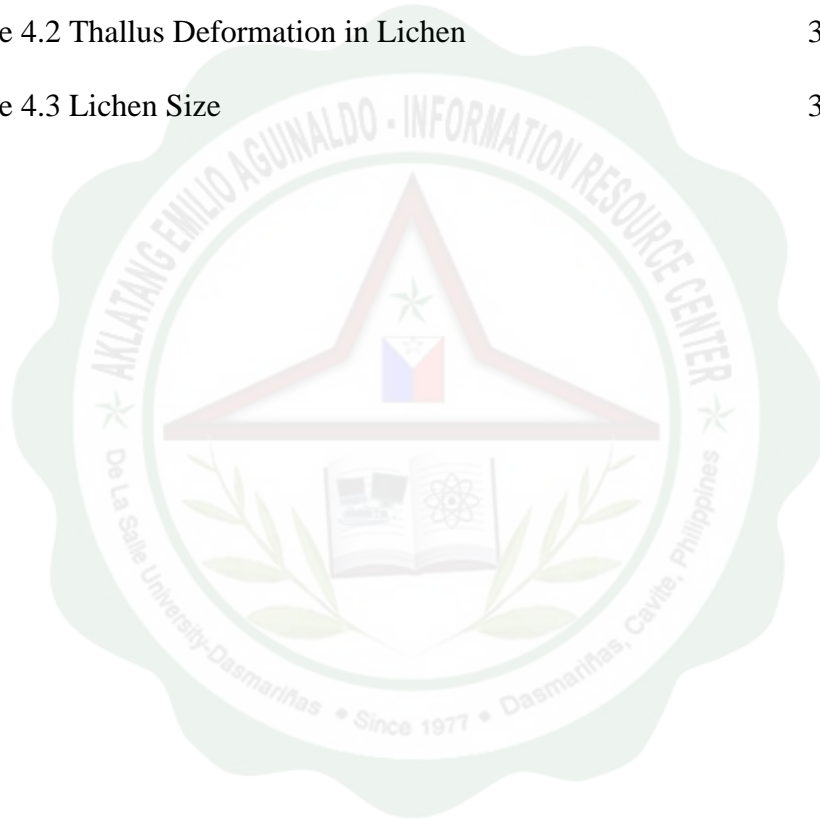 e 4.2 Thallus Deformation in Lichen 3
e 4.3 Lichen Size 3
AKLATANG EMILIO AGUINALDO - INFORMATION RESOURCE CENTER
De La Salle University-Dasmariñas • Since 1977 • Dasmariñas, Cavite, Philippines